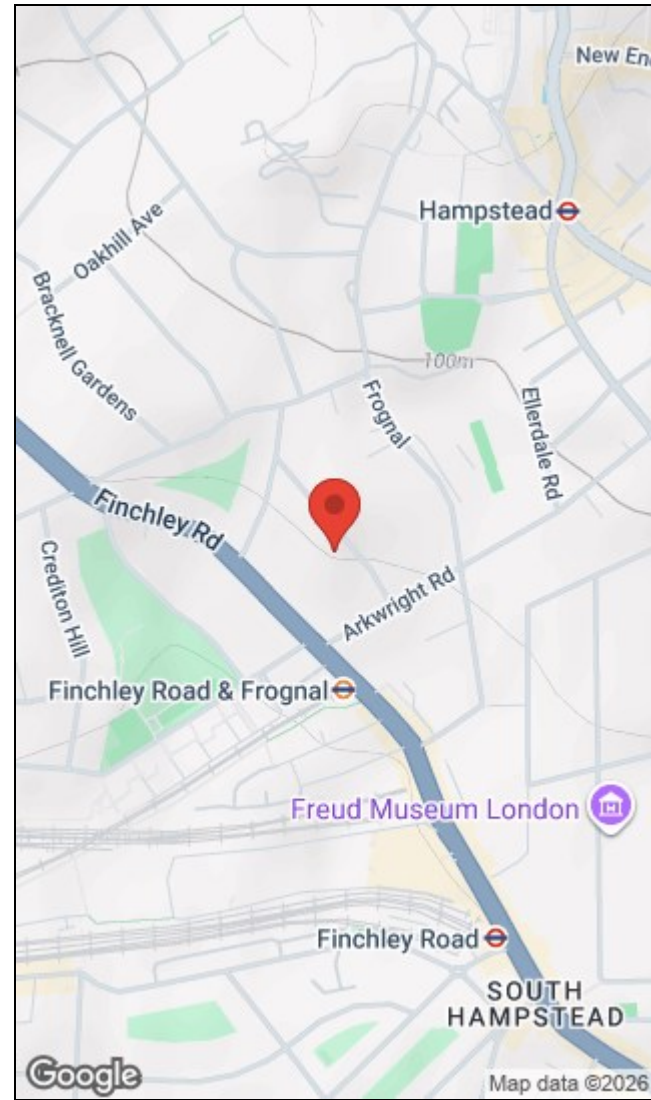 New En
Hampstead
Oakhill Ave
Bracknell Gardens
100m
Frognal
Ellerdale Rd
Finchley Rd
Crediton Hill
Arkwright Rd
Finchley Road & Frognal
Freud Museum London
Finchley Road
SOUTH
HAMPSTEAD
Google
Map data ©2026